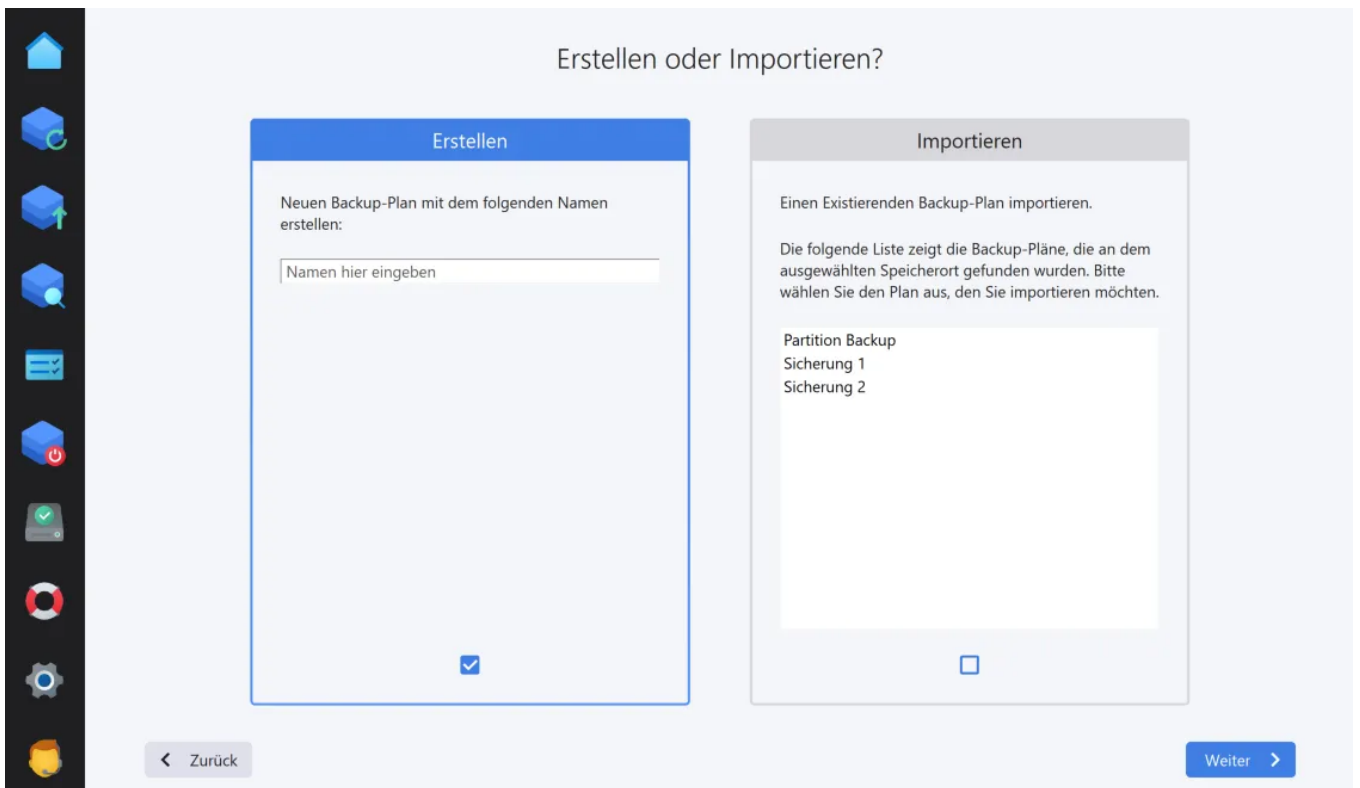 Erstellen oder Importieren?
Erstellen
Neuen Backup-Plan mit dem folgenden Namen
erstellen:
Namen hier eingeben
Importieren
Einen Existierenden Backup-Plan importieren.
Die folgende Liste zeigt die Backup-Pläne, die an dem
ausgewählten Speicherort gefunden wurden. Bitte
wählen Sie den Plan aus, den Sie importieren möchten.
Partition Backup
Sicherung 1
Sicherung 2
Zurück
Weiter